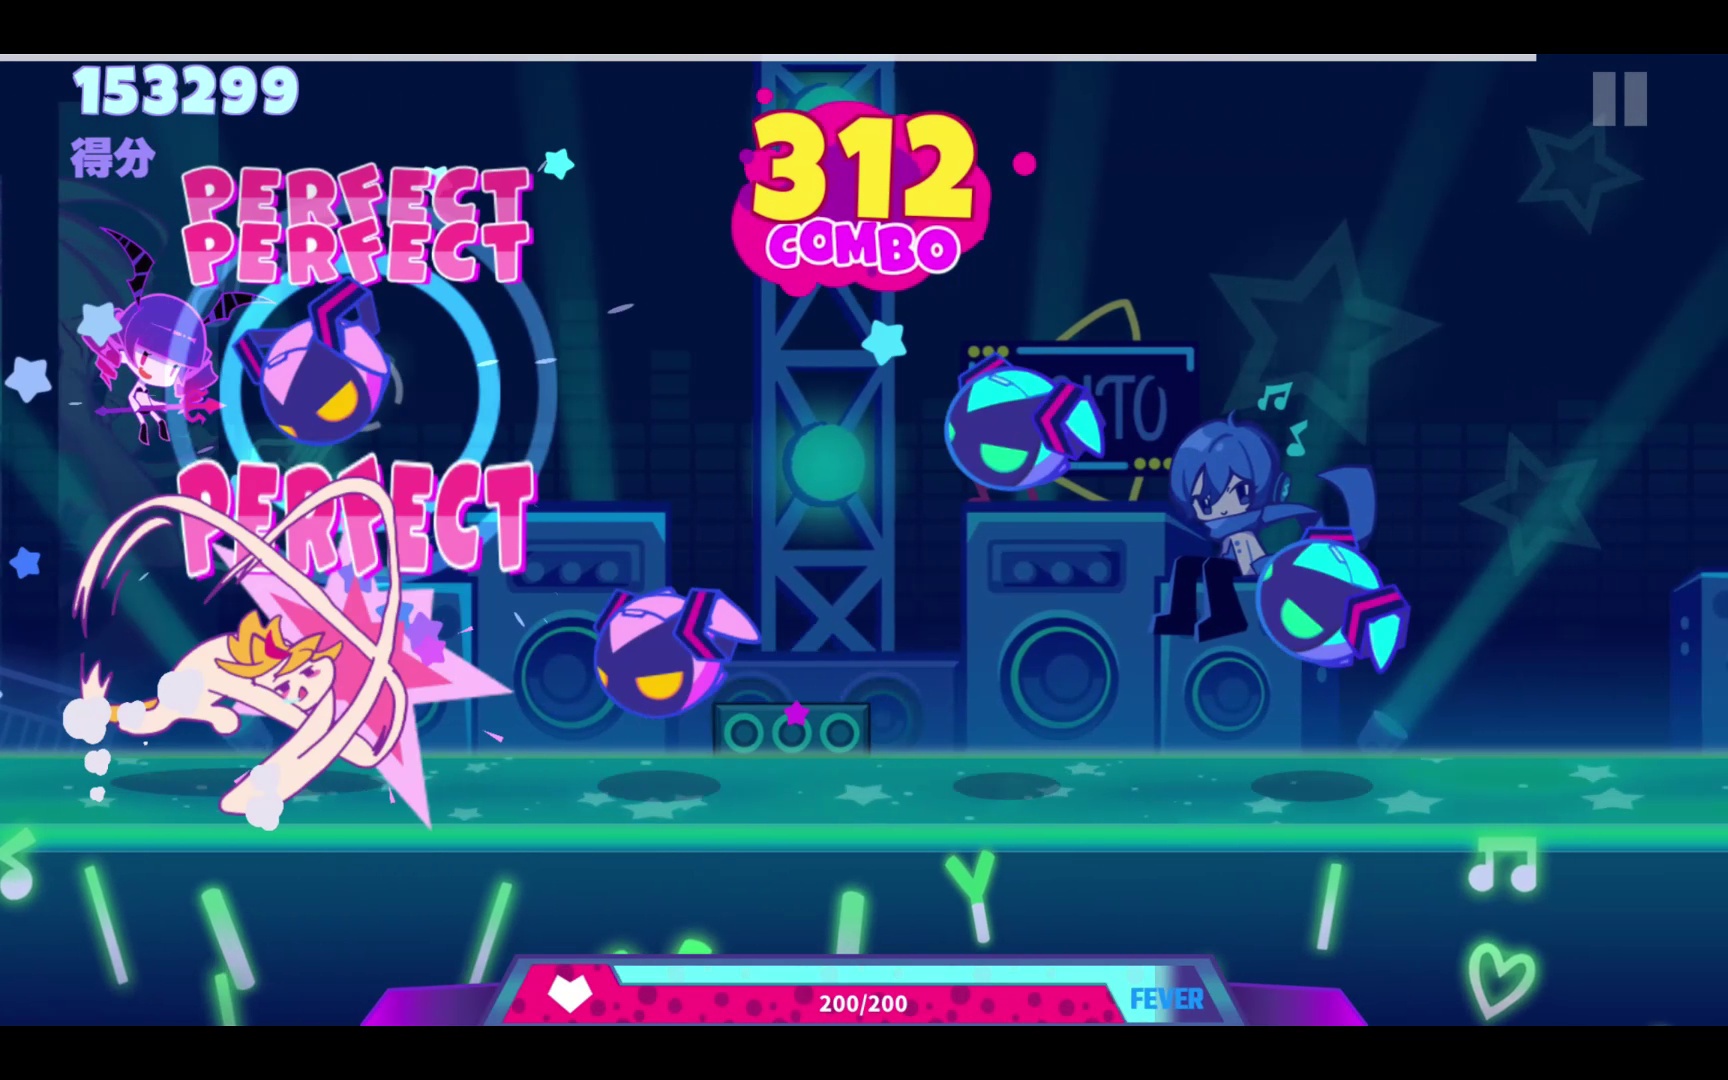 153299
得分
PERFECT
PERFECT
312
COMBO
PERFECT
200/200
FEVER